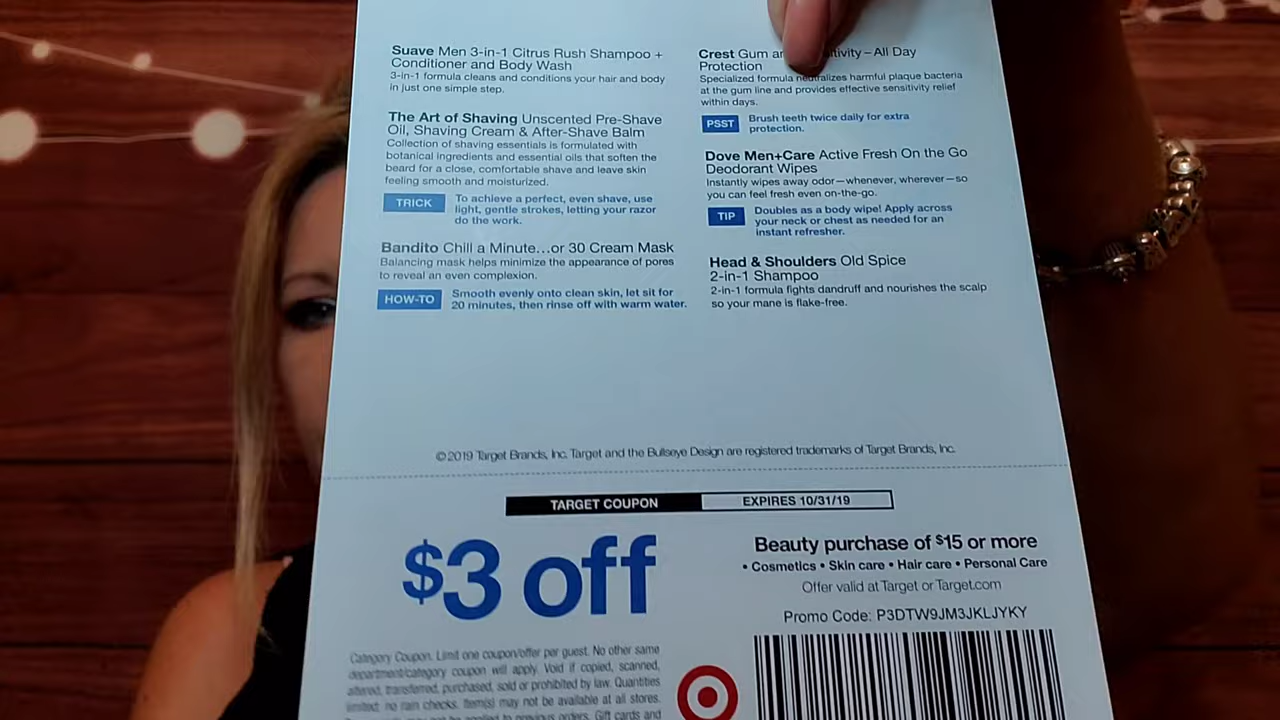 Suave Men 3-in-1 Citrus Rush Shampoo +
Conditioner and Body Wash
3-in-1 formula cleans and conditions your hair and body
in just one simple step.
The Art of Shaving Unscented Pre-Shave
Oil, Shaving Cream & After-Shave Balm
Collection of shaving essentials is formulated with
botanical ingredients and essential oils that soften the
beard for a close, comfortable shave and leave skin
feeling smooth and moisturized.
TRICK
To achieve a perfect, even shave, use
light, gentle strokes, letting your razor
do the work.
Bandito Chill a Minute...or 30 Cream Mask
Balancing mask helps minimize the appearance of pores
to reveal an even complexion.
HOW-TO
Smooth evenly onto clean skin, let sit for
20 minutes, then rinse off with warm water.
Crest Gum – All Day
Protection
Specialized formula neutralizes harmful plaque bacteria
at the gum line and provides effective sensitivity relief
within days.
PSST
Brush teeth twice daily for extra
protection.
Dove Men+Care Active Fresh On the Go
Deodorant Wipes
Instantly wipes away odor—whenever, wherever—so
you can feel fresh even on-the-go.
TIP
Doubles as a body wipe! Apply across
your neck or chest as needed for an
instant refresher.
Head & Shoulders Old Spice
2-in-1 Shampoo
2-in-1 formula fights dandruff and nourishes the scalp
so your mane is flake-free.
©2019 Target Brands, Inc. Target and the Bullseye Design are registered trademarks of Target Brands, Inc.
TARGET COUPON
EXPIRES 10/31/19
$3 off
Beauty purchase of $15 or more
• Cosmetics • Skin care • Hair care • Personal Care
Offer valid at Target or Target.com
Promo Code: P3DTW9JM3JKLJYKY
Category Coupon. Limit one coupon/offer per guest. No other same
department/category coupon will apply. Void if copied, scanned,
altered, transferred, purchased, sold or prohibited by law. Quantities
limited; no rain checks. Item(s) may not be available at all stores.
applied to previous orders. Gift cards and